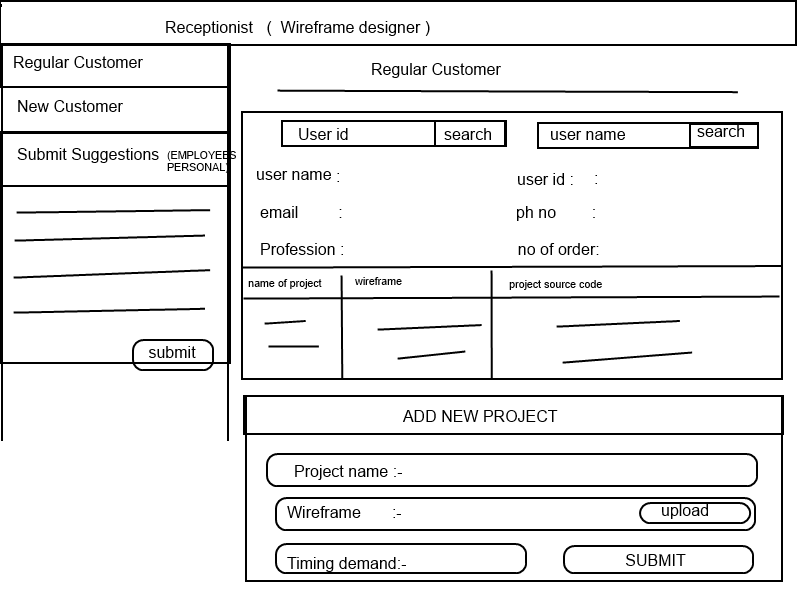 Receptionist ( Wireframe designer )
Regular Customer
New Customer
Submit Suggestions (EMPLOYEES PERSONAL)
submit
Regular Customer
User id search
user name search
user name :
user id : :
email :
ph no :
Profession :
no of order:
name of project wireframe project source code
ADD NEW PROJECT
Project name :-
Wireframe :- upload
Timing demand:- SUBMIT